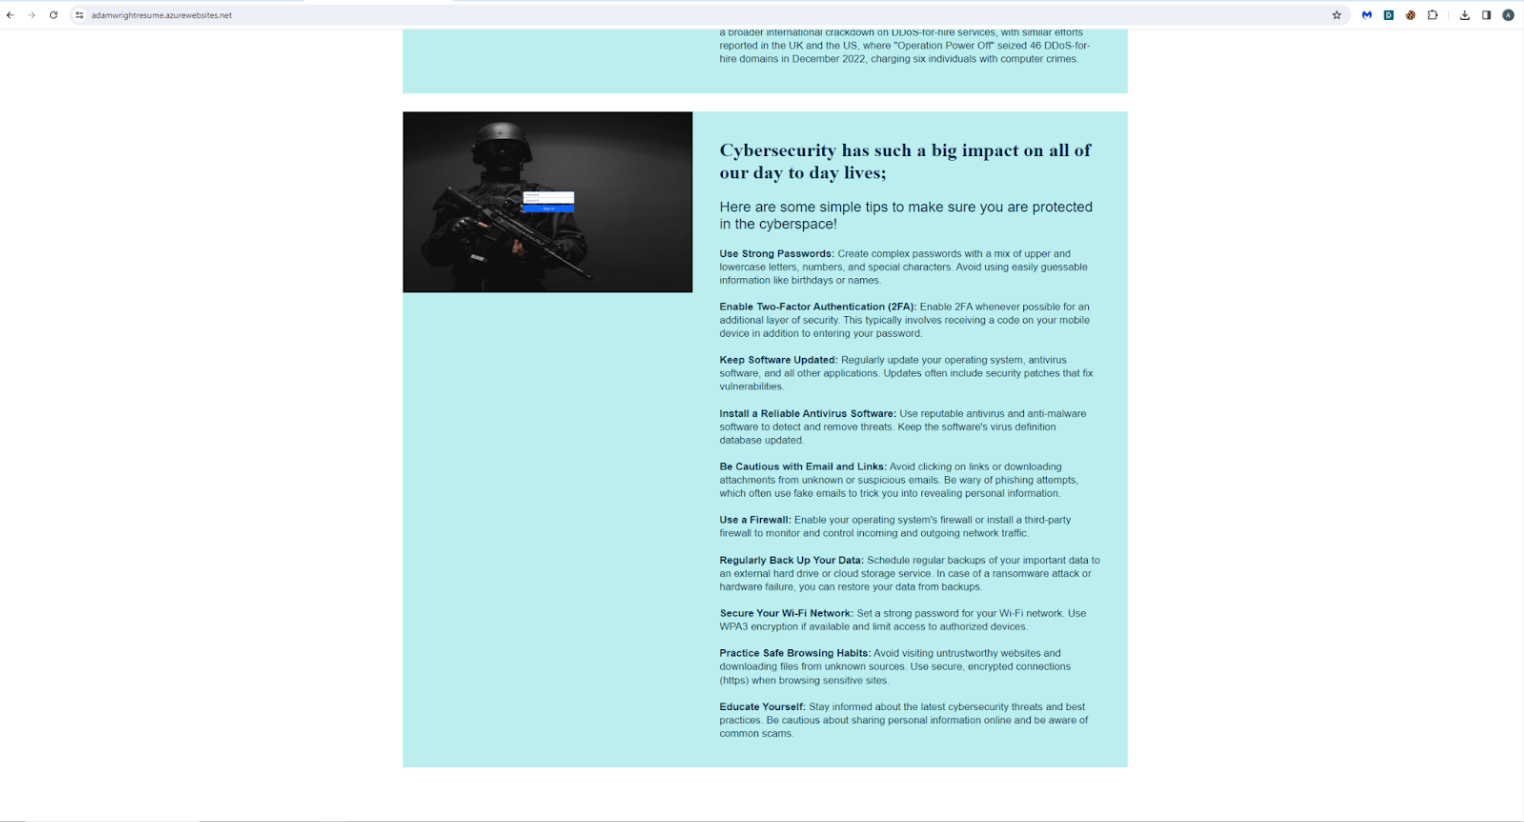 adamwrightresume.azurewebsites.net
A
a broader international crackdown on DDoS-for-hire services, with similar efforts
reported in the UK and the US, where "Operation Power Off" seized 46 DDoS-for-
hire domains in December 2022, charging six individuals with computer crimes.
Cybersecurity has such a big impact on all of
our day to day lives;
Here are some simple tips to make sure you are protected
in the cyberspace!
Use Strong Passwords: Create complex passwords with a mix of upper and
lowercase letters, numbers, and special characters. Avoid using easily guessable
information like birthdays or names.
Enable Two-Factor Authentication (2FA): Enable 2FA whenever possible for an
additional layer of security. This typically involves receiving a code on your mobile
device in addition to entering your password.
Keep Software Updated: Regularly update your operating system, antivirus
software, and all other applications. Updates often include security patches that fix
vulnerabilities.
Install a Reliable Antivirus Software: Use reputable antivirus and anti-malware
software to detect and remove threats. Keep the software's virus definition
database updated.
Be Cautious with Email and Links: Avoid clicking on links or downloading
attachments from unknown or suspicious emails. Be wary of phishing attempts,
which often use fake emails to trick you into revealing personal information.
Use a Firewall: Enable your operating system's firewall or install a third-party
firewall to monitor and control incoming and outgoing network traffic.
Regularly Back Up Your Data: Schedule regular backups of your important data to
an external hard drive or cloud storage service. In case of a ransomware attack or
hardware failure, you can restore your data from backups.
Secure Your Wi-Fi Network: Set a strong password for your Wi-Fi network. Use
WPA3 encryption if available and limit access to authorized devices.
Practice Safe Browsing Habits: Avoid visiting untrustworthy websites and
downloading files from unknown sources. Use secure, encrypted connections
(https) when browsing sensitive sites.
Educate Yourself: Stay informed about the latest cybersecurity threats and best
practices. Be cautious about sharing personal information online and be aware of
common scams.